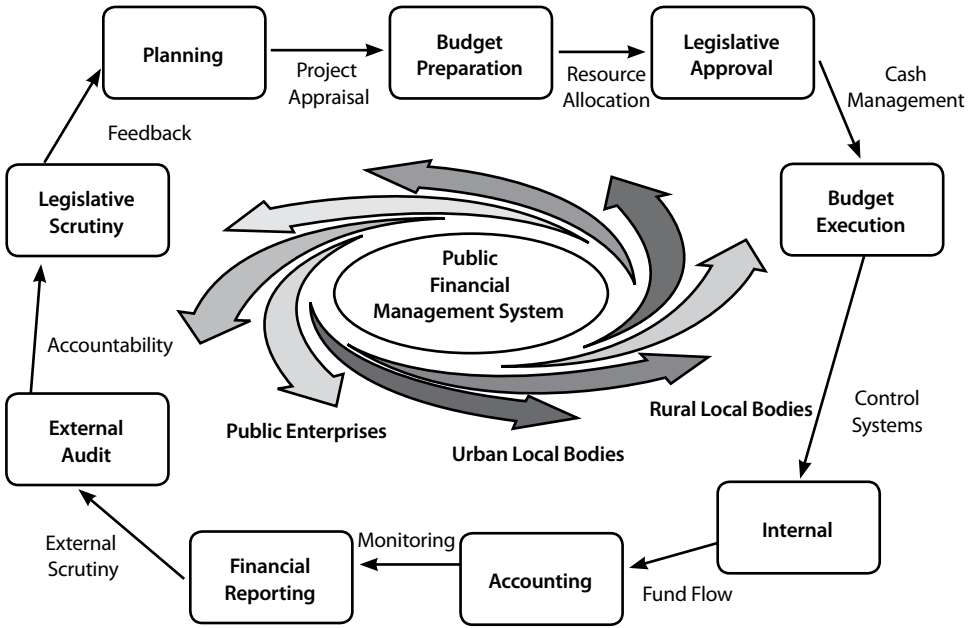 Planning
Project
Appraisal
Budget
Preparation
Resource
Allocation
Legislative
Approval
Cash
Management
Budget
Execution
Control
Systems
Internal
Fund Flow
Accounting
Monitoring
Financial
Reporting
External
Scrutiny
External
Audit
Accountability
Legislative
Scrutiny
Feedback
Public
Financial
Management System
Public Enterprises
Urban Local Bodies
Rural Local Bodies